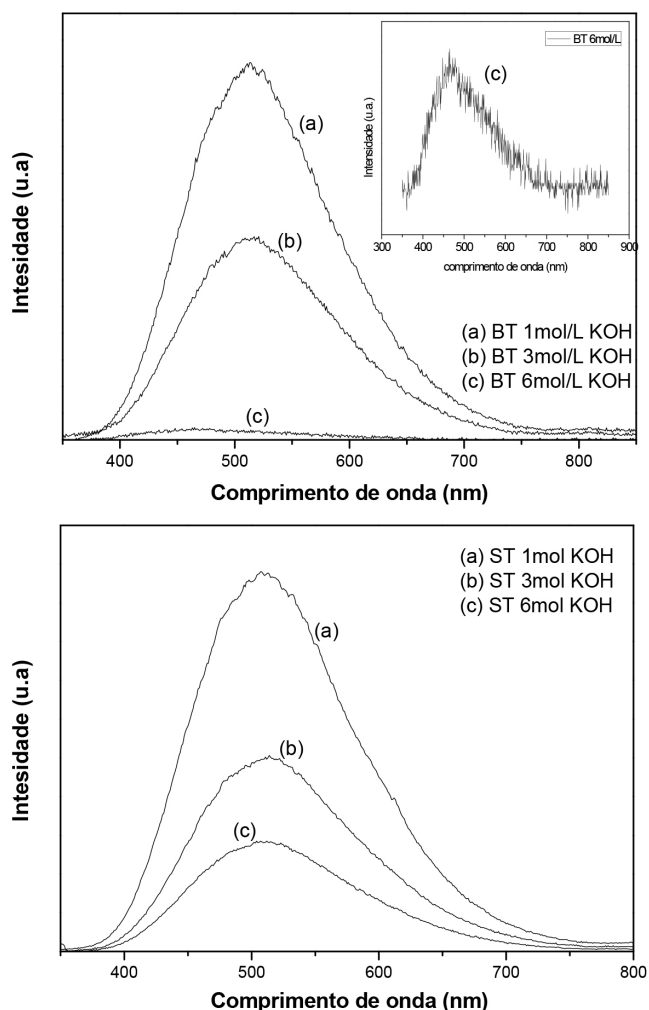 BT 6mol/L
(c)
Intensidade (u.a.)
300 400 500 600 700 800 900
comprimento de onda (nm)
(a)
(b)
(c)
Intesidade (u.a)
(a) BT 1mol/L KOH
(b) BT 3mol/L KOH
(c) BT 6mol/L KOH
400 500 600 700 800
Comprimento de onda (nm)
(a) ST 1mol KOH
(b) ST 3mol KOH
(c) ST 6mol KOH
(a)
(b)
(c)
Intesidade (u.a)
400 500 600 700 800
Comprimento de onda (nm)